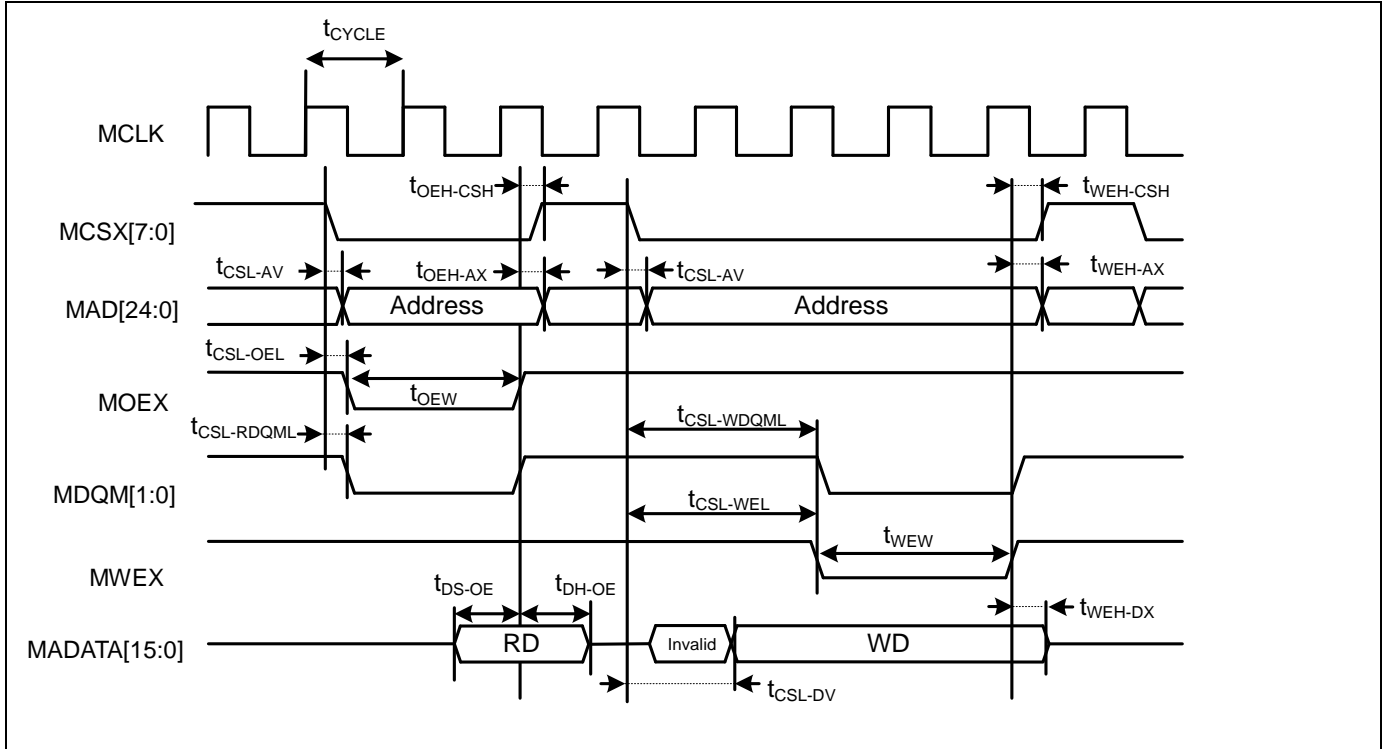 tCYCLE
MCLK
tOEH-CSH
tWEH-CSH
MCSX[7:0]
tCSL-AV
tOEH-AX
tCSL-AV
tWEH-AX
MAD[24:0]
Address
Address
tCSL-OEL
MOEX
tOEW
tCSL-RDQML
tCSL-WDQML
MDQM[1:0]
tCSL-WEL
tWEW
MWEX
tDS-OE
tDH-OE
tWEH-DX
MADATA[15:0]
RD
Invalid
WD
tCSL-DV